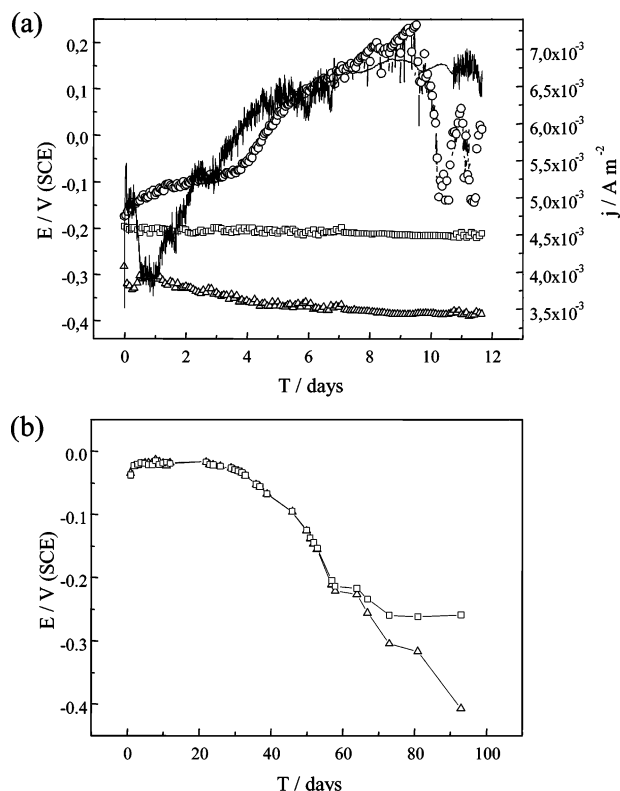 (a)
0,2
0,1
0,0
-0,1
-0,2
-0,3
-0,4
E / V (SCE)
7,0x10⁻³
6,5x10⁻³
6,0x10⁻³
5,5x10⁻³
5,0x10⁻³
4,5x10⁻³
4,0x10⁻³
3,5x10⁻³
j / A m⁻²
0 2 4 6 8 10 12
T / days
(b)
0.0
-0.1
-0.2
-0.3
-0.4
E / V (SCE)
0 20 40 60 80 100
T / days